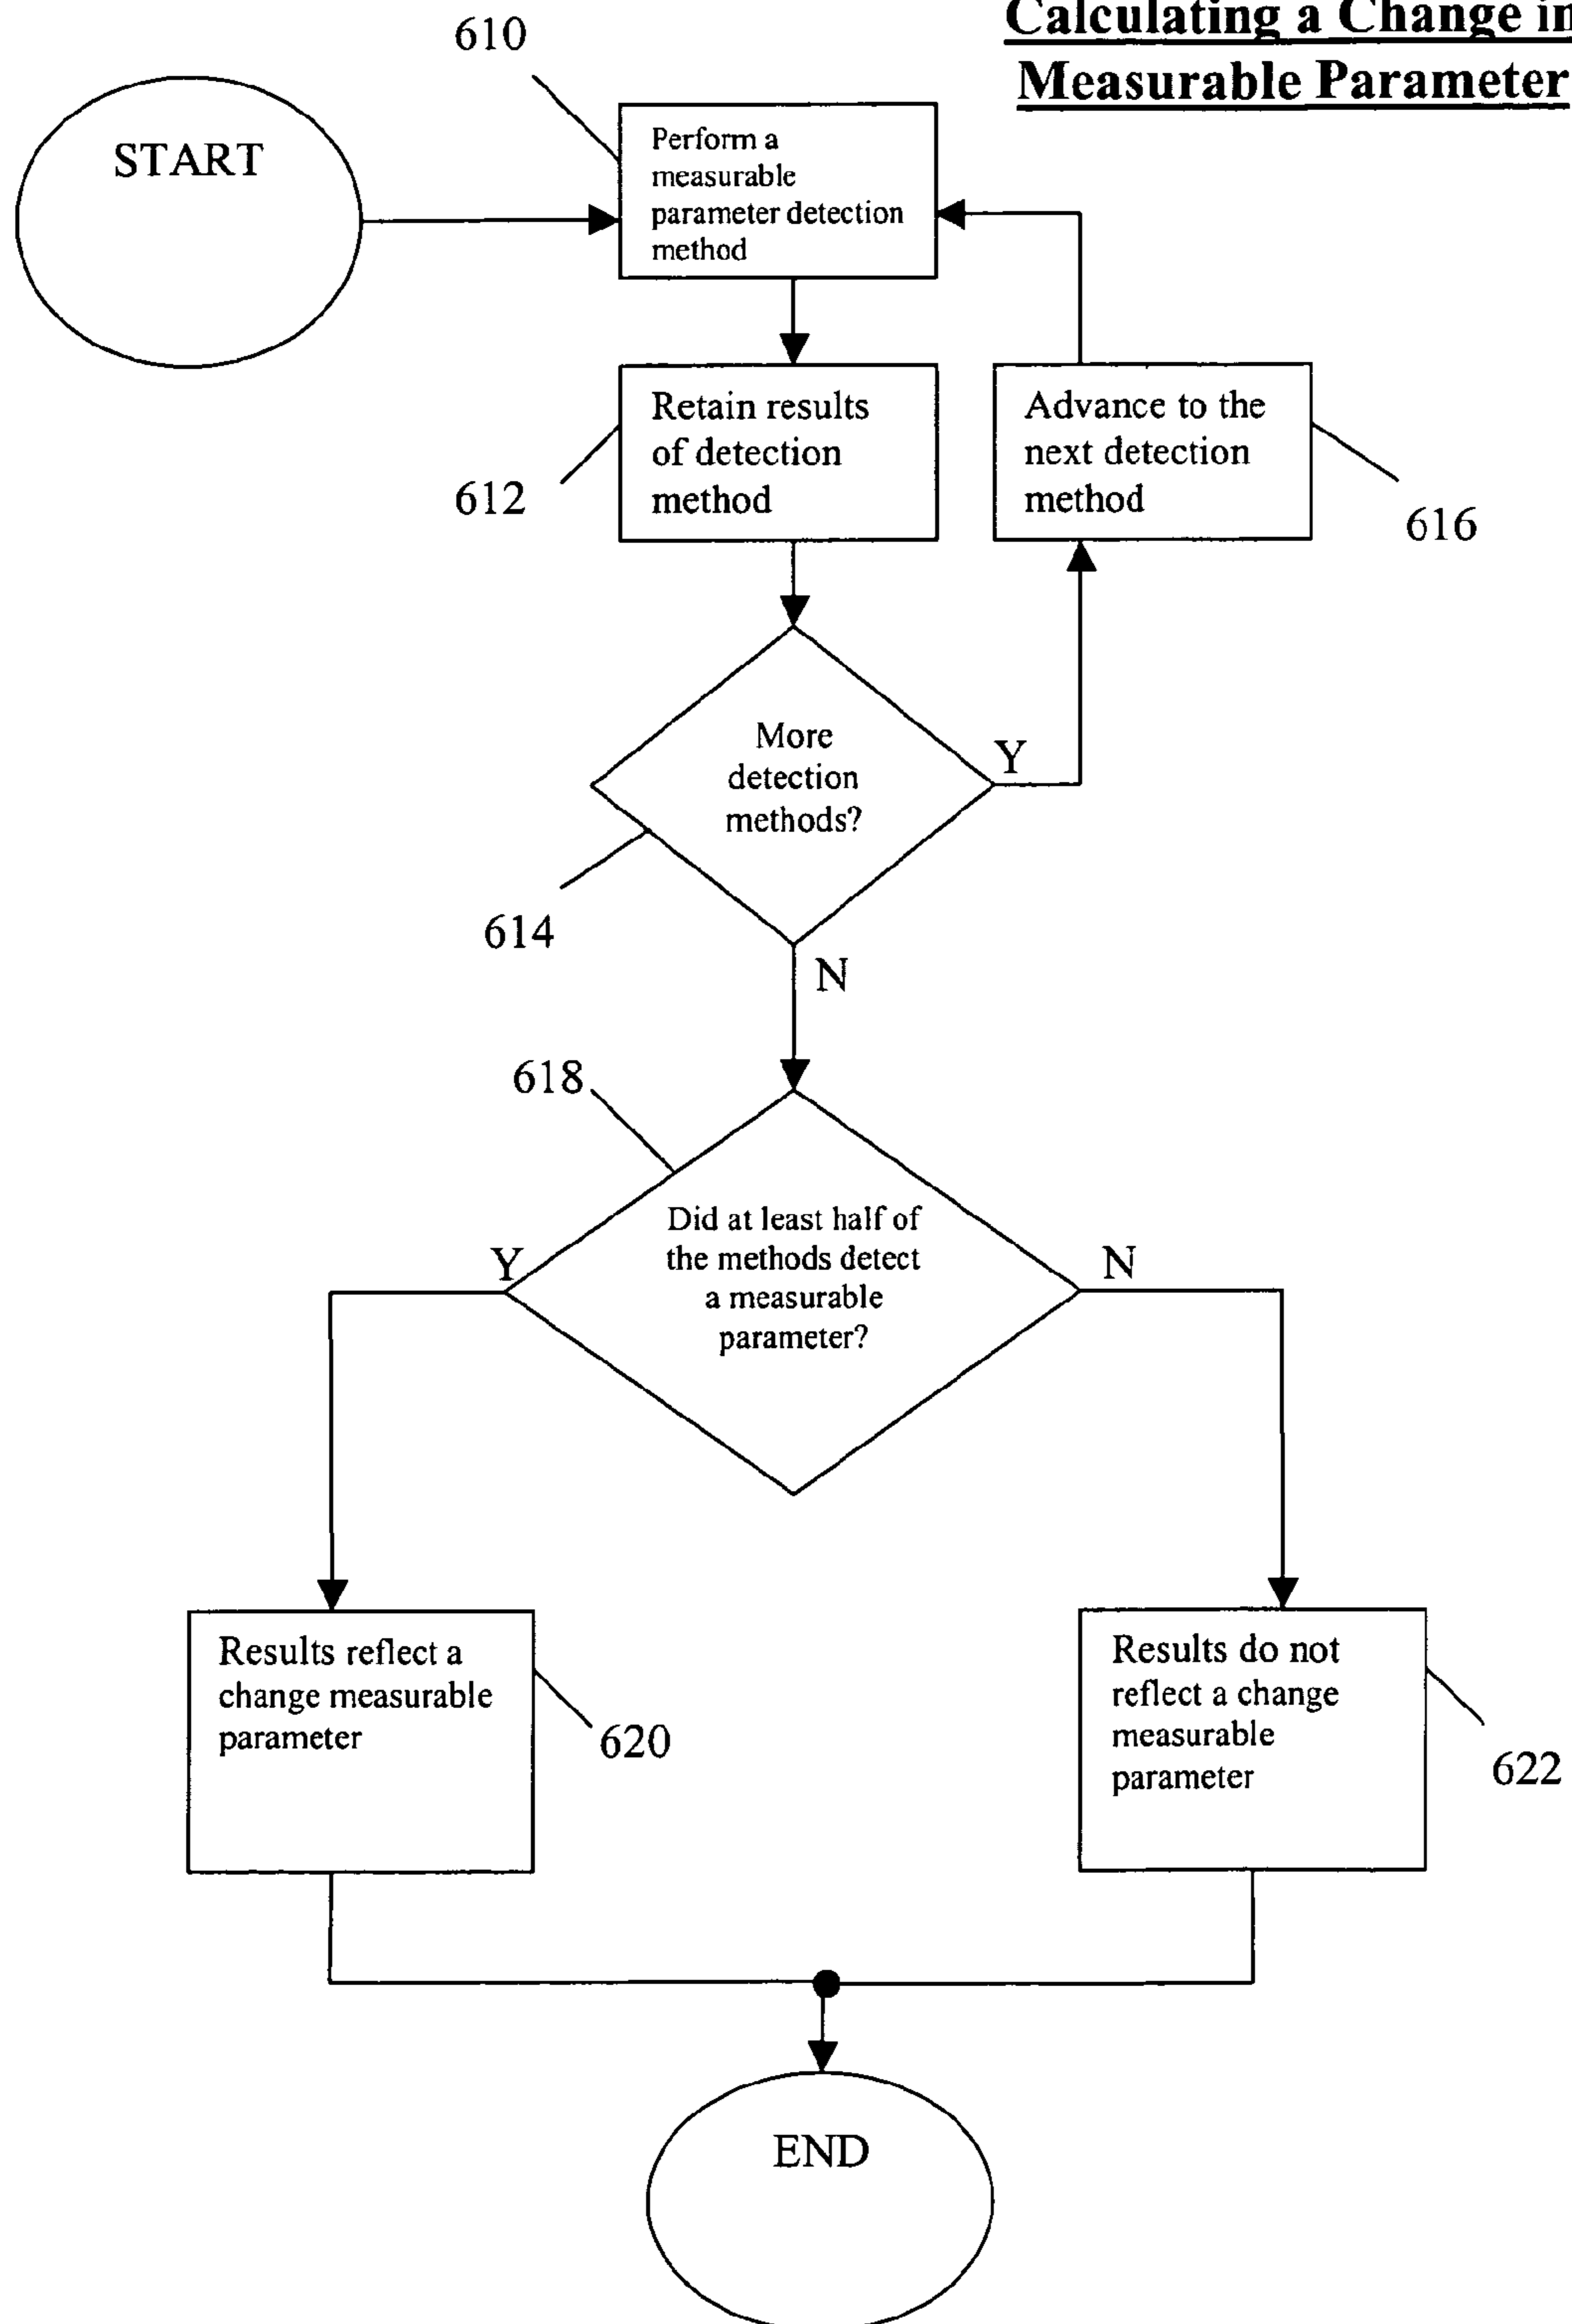 Calculating a Change in
Measurable Parameter
610
START
Perform a
measurable
parameter detection
method
Retain results
of detection
method
612
Advance to the
next detection
method
616
More
detection
methods?
Y
614
N
618
Did at least half of
the methods detect
a measurable
parameter?
Y
N
Results reflect a
change measurable
parameter
620
Results do not
reflect a change
measurable
parameter
622
END